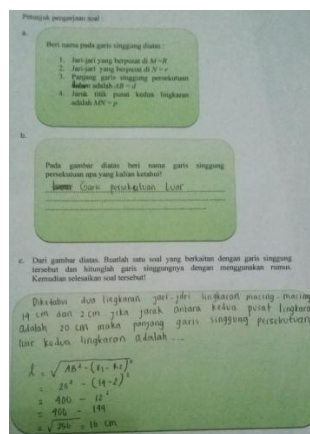 Petunjuk pengerjaan soal :
a.
Beri nama pada garis singgung diatas :
1. Jari-jari yang berpusat di M=R
2. Jari-jari yang berpusat di N=r
3. Panjang garis singgung persekutuan
adalah AB = d
4. Jarak titik pusat kedua lingkaran
adalah MN = p
b.
Pada gambar diatas beri nama garis singgung
persekutuan apa yang kalian ketahui?
Garis persekutuan Luar
c. Dari gambar diatas. Buatlah satu soal yang berkaitan dengan garis singgung
tersebut dan hitunglah garis singgungnya dengan menggunakan rumus.
Kemudian selesaikan soal tersebut!
Diketahui dua lingkaran jari-jari lingkaran masing-masing
14 cm dan 2 cm jika jarak antara kedua pusat lingkaran
adalah 20 cm maka panjang garis singgung persekutuan
luar kedua lingkaran adalah ...
l = √AB² - (R₁ - R₂)²
= 20² - (14-2)²
= 400 - 12²
= 400 - 144
= √256 = 16 cm